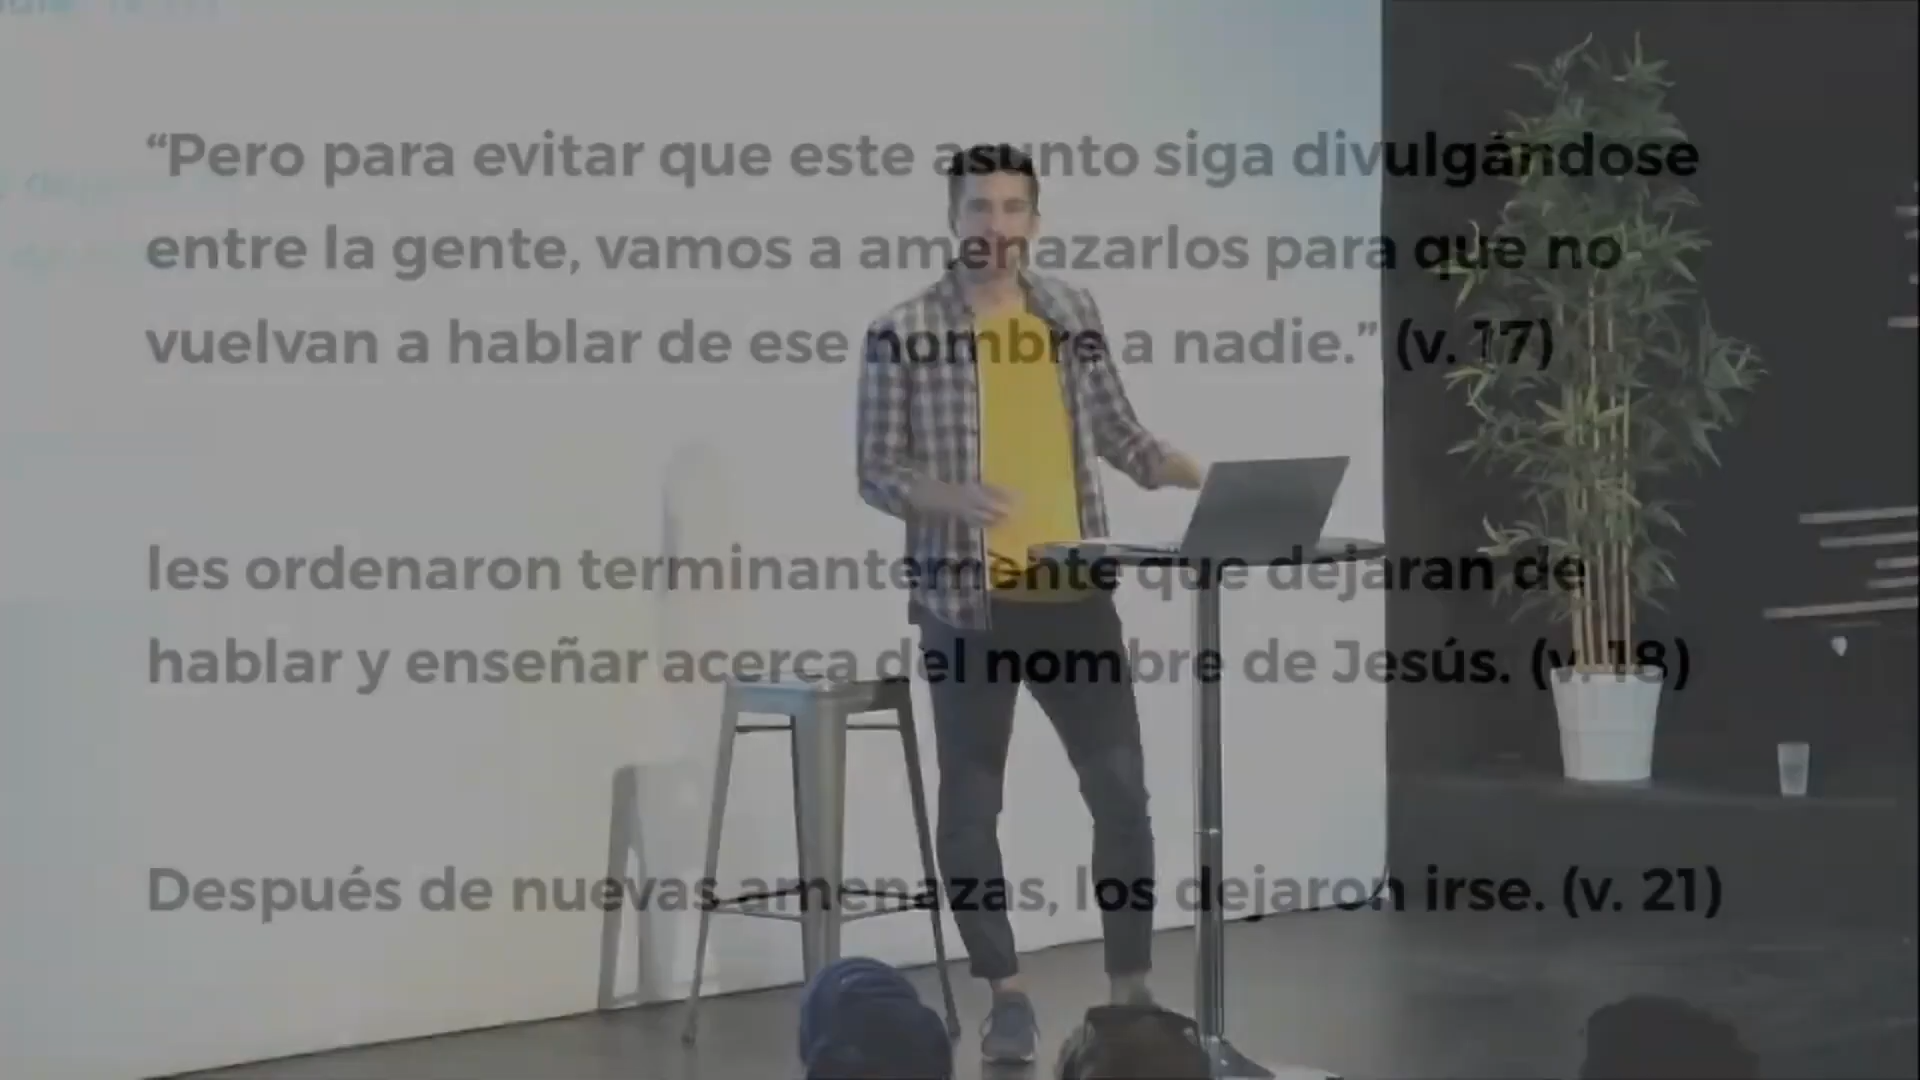 “Pero para evitar que este asunto siga divulgándose
entre la gente, vamos a amenazarlos para que no
vuelvan a hablar de ese nombre a nadie.” (v. 17)
les ordenaron terminantemente que dejaran de
hablar y enseñar acerca del nombre de Jesús. (v. 18)
Después de nuevas amenazas, los dejaron irse. (v. 21)